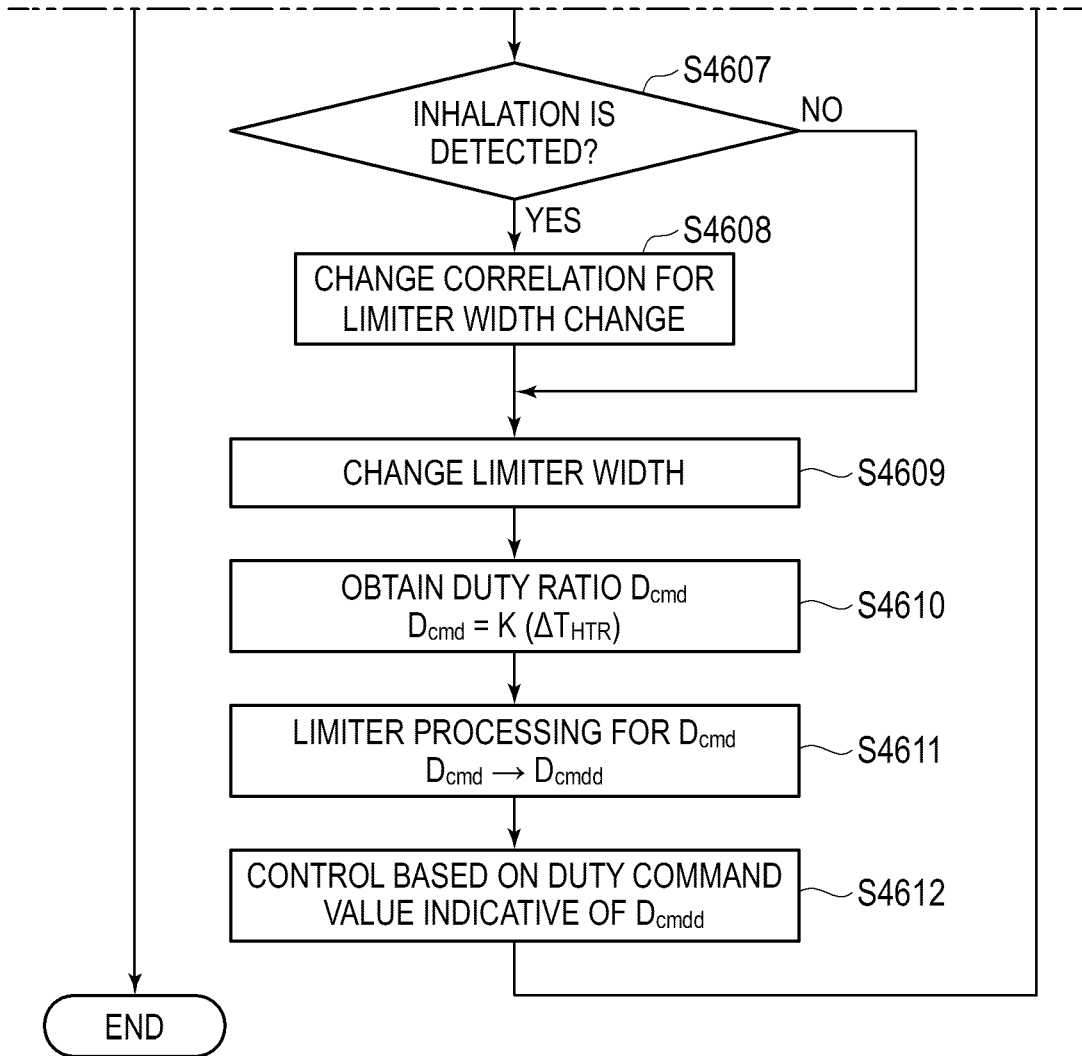 S4607
INHALATION IS
DETECTED?
NO
YES
S4608
CHANGE CORRELATION FOR
LIMITER WIDTH CHANGE
CHANGE LIMITER WIDTH
S4609
OBTAIN DUTY RATIO Dcmd
Dcmd = K (ΔTHTR)
S4610
LIMITER PROCESSING FOR Dcmd
Dcmd → Dcmdd
S4611
CONTROL BASED ON DUTY COMMAND
VALUE INDICATIVE OF Dcmdd
S4612
END